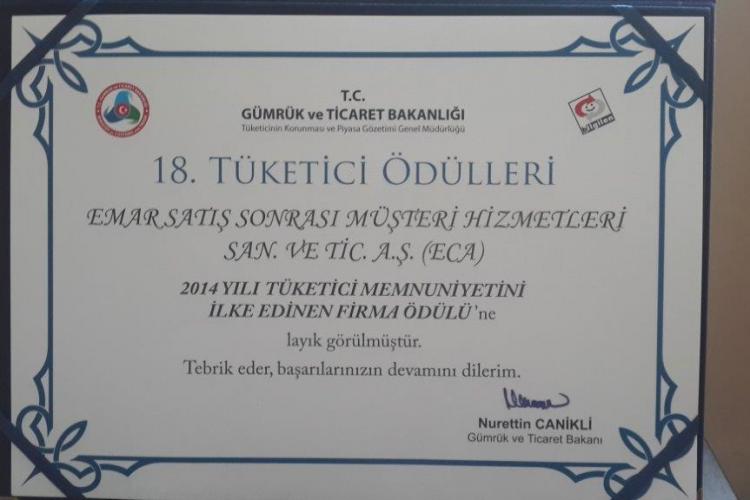 T.C.
GÜMRÜK ve TİCARET BAKANLIĞI
Tüketicinin Korunması ve Piyasa Gözetimi Genel Müdürlüğü
bilgilen
18. TÜKETİCİ ÖDÜLLERİ
EMAR SATIŞ SONRASI MÜŞTERİ HİZMETLERİ
SAN. VE TİC. A.Ş. (ECA)
2014 YILI TÜKETİCİ MEMNUNİYETİNİ
İLKE EDİNEN FİRMA ÖDÜLÜ'ne
layık görülmüştür.
Tebrik eder, başarılarınızın devamını dilerim.
Nurettin CANİKLİ
Gümrük ve Ticaret Bakanı